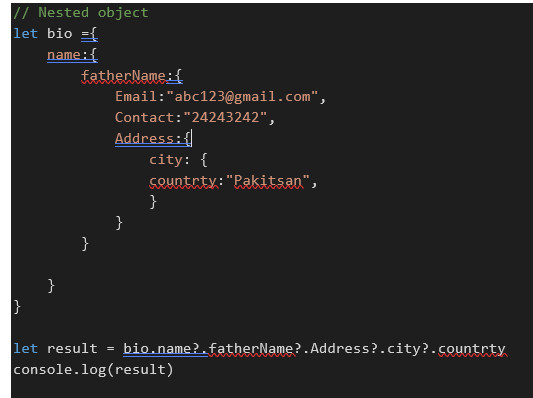 // Nested object
let bio ={
name:{
fatherName:{
Email:"abc123@gmail.com",
Contact:"24243242",
Address:{
city: {
countrty:"Pakitsan",
}
}
}
}
}
let result = bio.name?.fatherName?.Address?.city?.countrty
console.log(result)